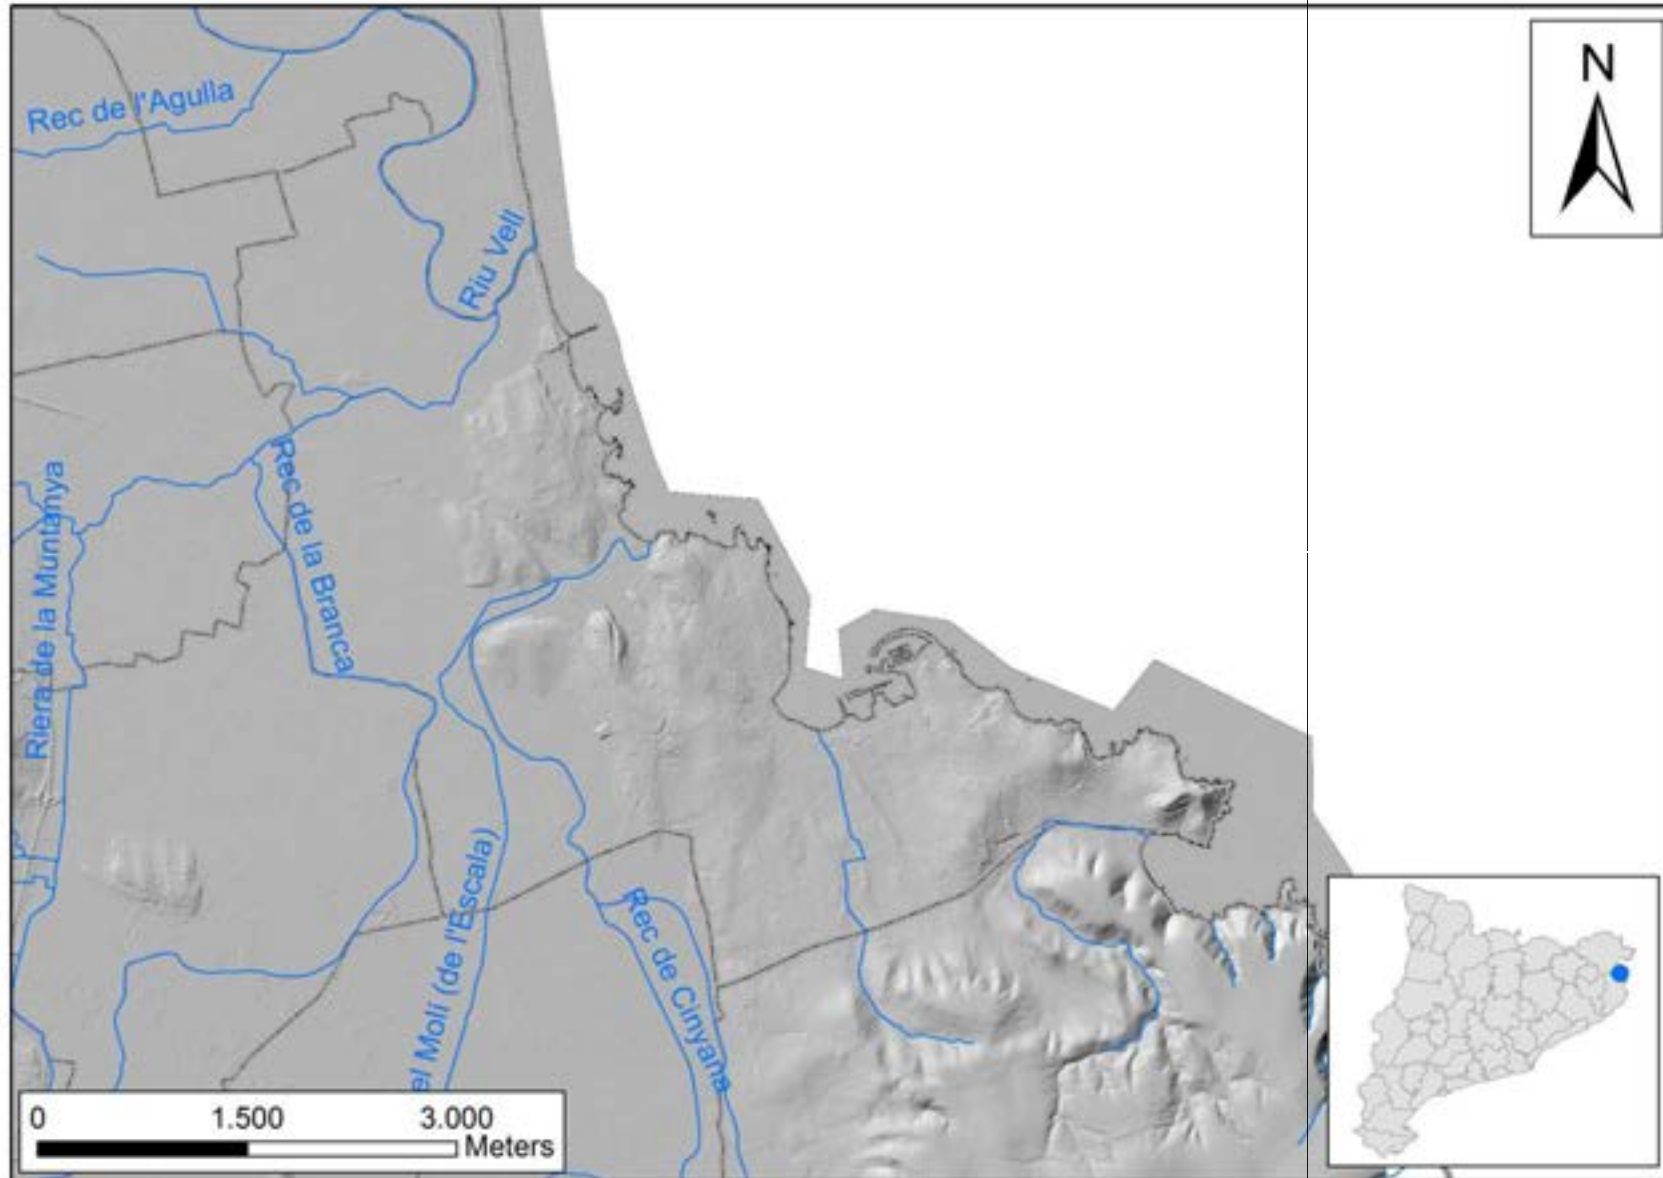 N
Rec de l'Agulla
Riu Vell
Rec de la Branca
Riera de la Muntanya
el Molí (de l'Escala)
Rec de Cinyana
0 1.500 3.000
Meters